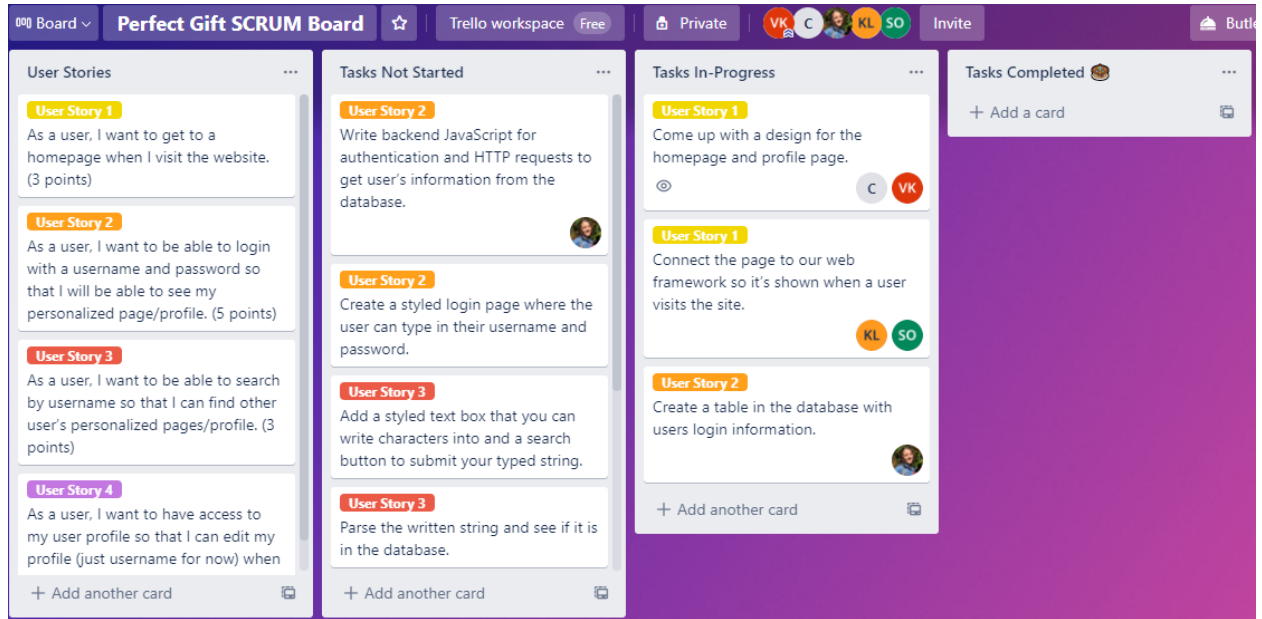 Board
Perfect Gift SCRUM Board
Trello workspace Free
Private
VK
C
KL
SO
Invite
User Stories
User Story 1
As a user, I want to get to a
homepage when I visit the website.
(3 points)
User Story 2
As a user, I want to be able to login
with a username and password so
that I will be able to see my
personalized page/profile. (5 points)
User Story 3
As a user, I want to be able to search
by username so that I can find other
user's personalized pages/profile. (3
points)
User Story 4
As a user, I want to have access to
my user profile so that I can edit my
profile (just username for now) when
+ Add another card
Tasks Not Started
User Story 2
Write backend JavaScript for
authentication and HTTP requests to
get user's information from the
database.
User Story 2
Create a styled login page where the
user can type in their username and
password.
User Story 3
Add a styled text box that you can
write characters into and a search
button to submit your typed string.
User Story 3
Parse the written string and see if it is
in the database.
+ Add another card
Tasks In-Progress
User Story 1
Come up with a design for the
homepage and profile page.
C
VK
User Story 1
Connect the page to our web
framework so it's shown when a user
visits the site.
KL
SO
User Story 2
Create a table in the database with
users login information.
+ Add another card
Tasks Completed
+ Add a card